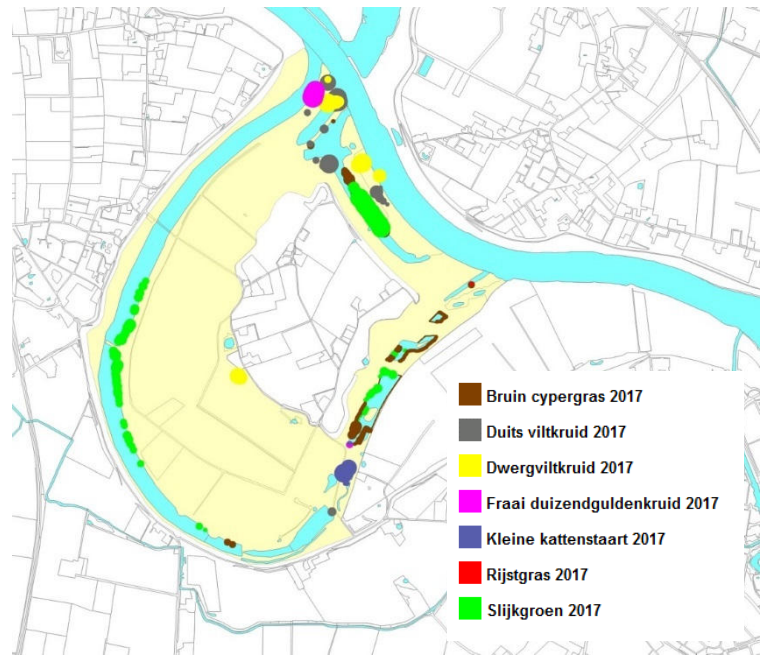 Bruin cypergras 2017
Duits viltkruid 2017
Dwergviltkruid 2017
Fraai duizendguldenkruid 2017
Kleine kattenstaart 2017
Rijstgras 2017
Slijkgroen 2017